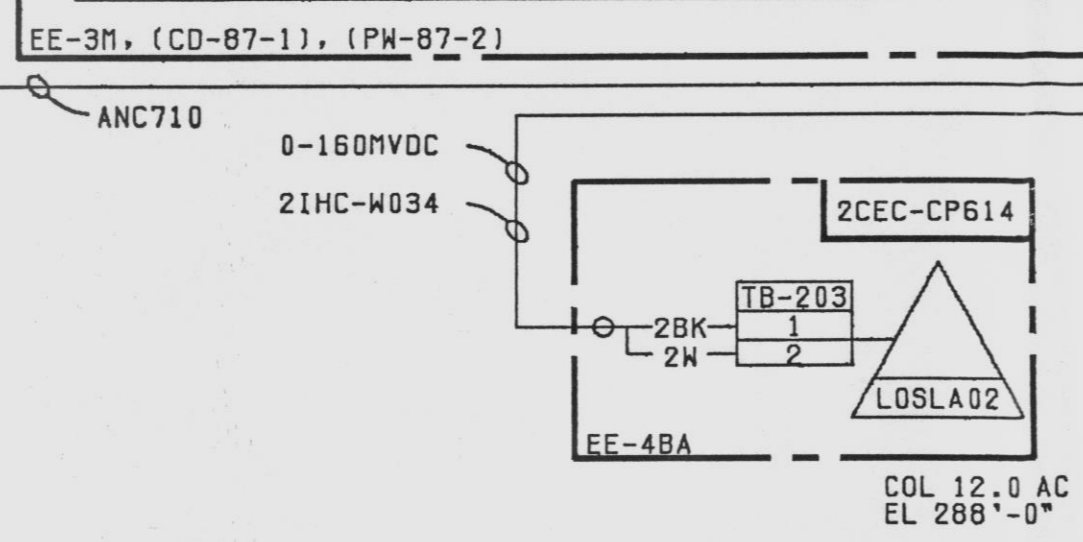 EE-3M, (CD-87-1), (PW-87-2)
ANC710
0-160MVDC
2IHC-W034
2CEC-CP614
TB-203
2BK
1
2W
2
LOSLA02
EE-4BA
COL 12.0 AC
EL 288'-0"